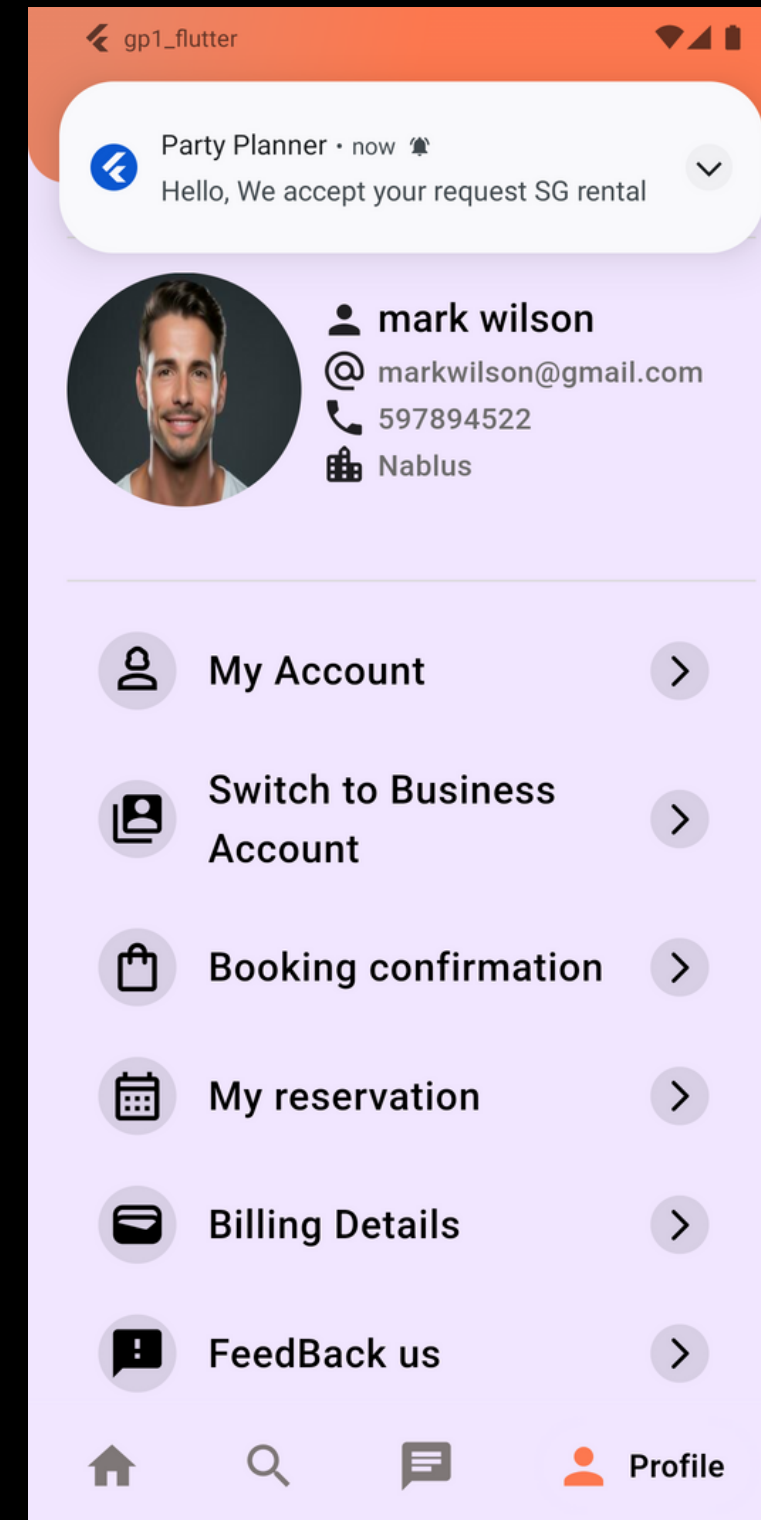 gp1_flutter
Party Planner • now
Hello, We accept your request SG rental
mark wilson
markwilson@gmail.com
597894522
Nablus
My Account
Switch to Business
Account
Booking confirmation
My reservation
Billing Details
FeedBack us
Profile